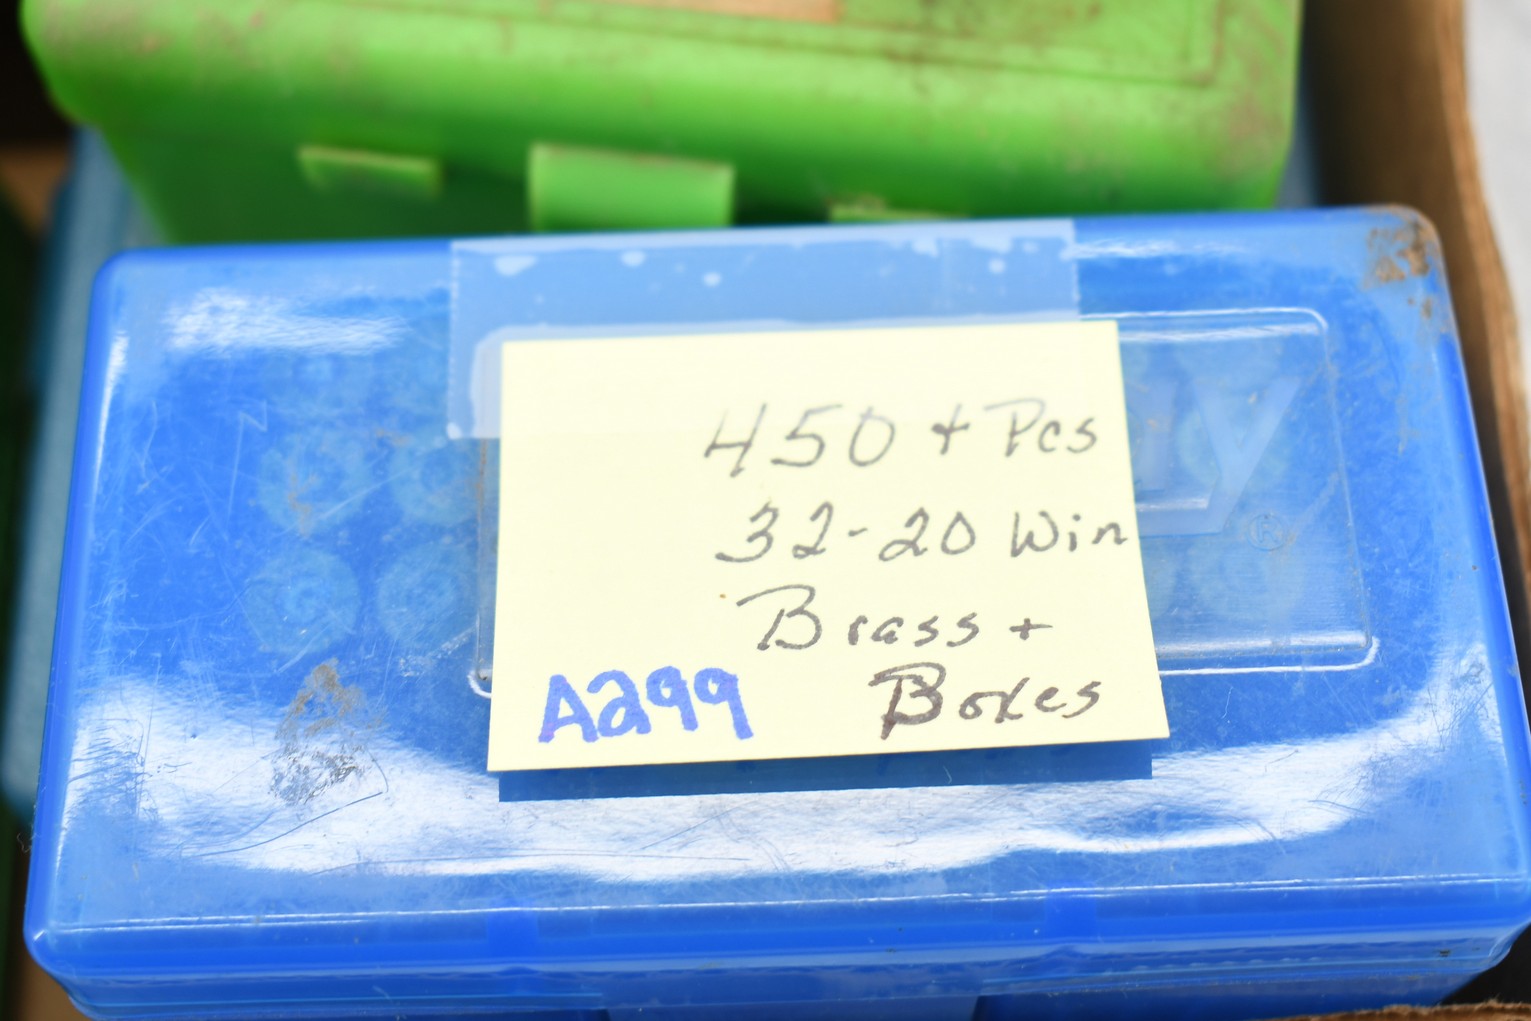 450 + Pcs
32-20 Win
Brass +
A299 Boxes
®